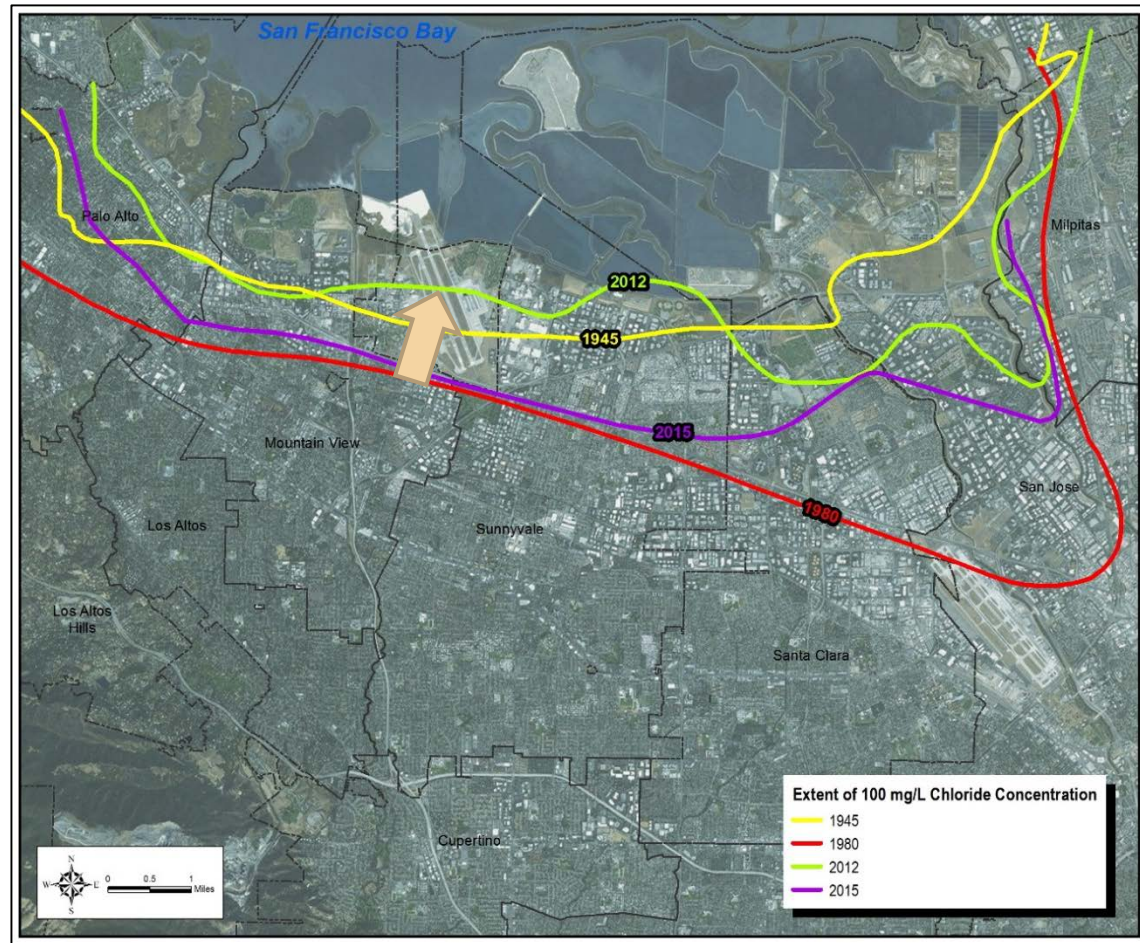 San Francisco Bay
Palo Alto
Milpitas
2012
1945
2015
Mountain View
San Jose
1980
Los Altos
Sunnyvale
Los Altos
Hills
Santa Clara
Cupertino
Extent of 100 mg/L Chloride Concentration
1945
1980
2012
2015
N
W
E
S
0 0.5 1
Miles